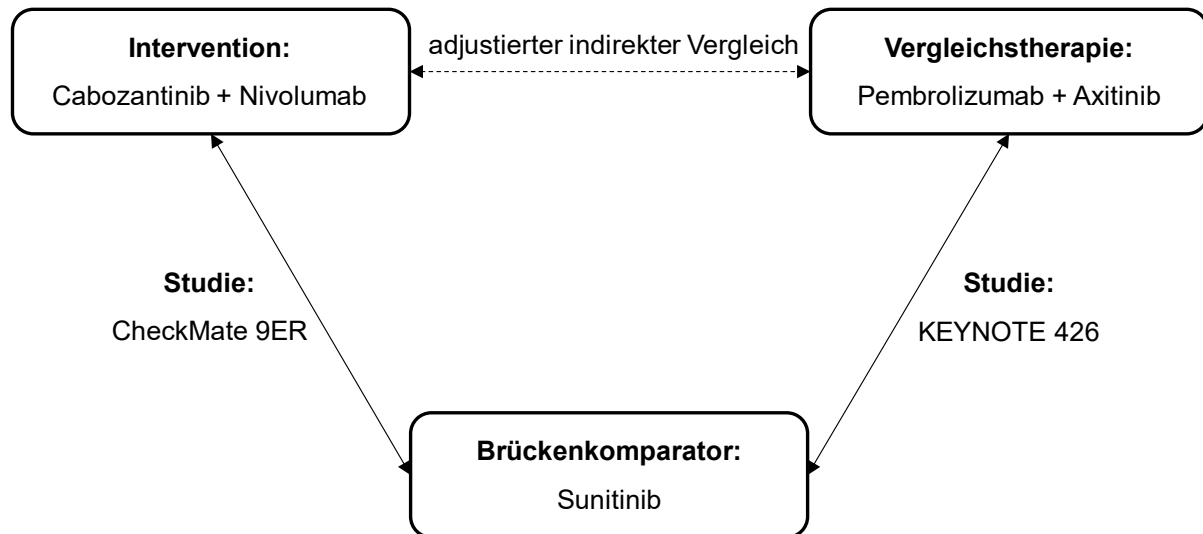 Intervention:
Cabozantinib + Nivolumab
adjustierter indirekter Vergleich
Vergleichstherapie:
Pembrolizumab + Axitinib
Studie:
CheckMate 9ER
Studie:
KEYNOTE 426
Brückenkomparator:
Sunitinib